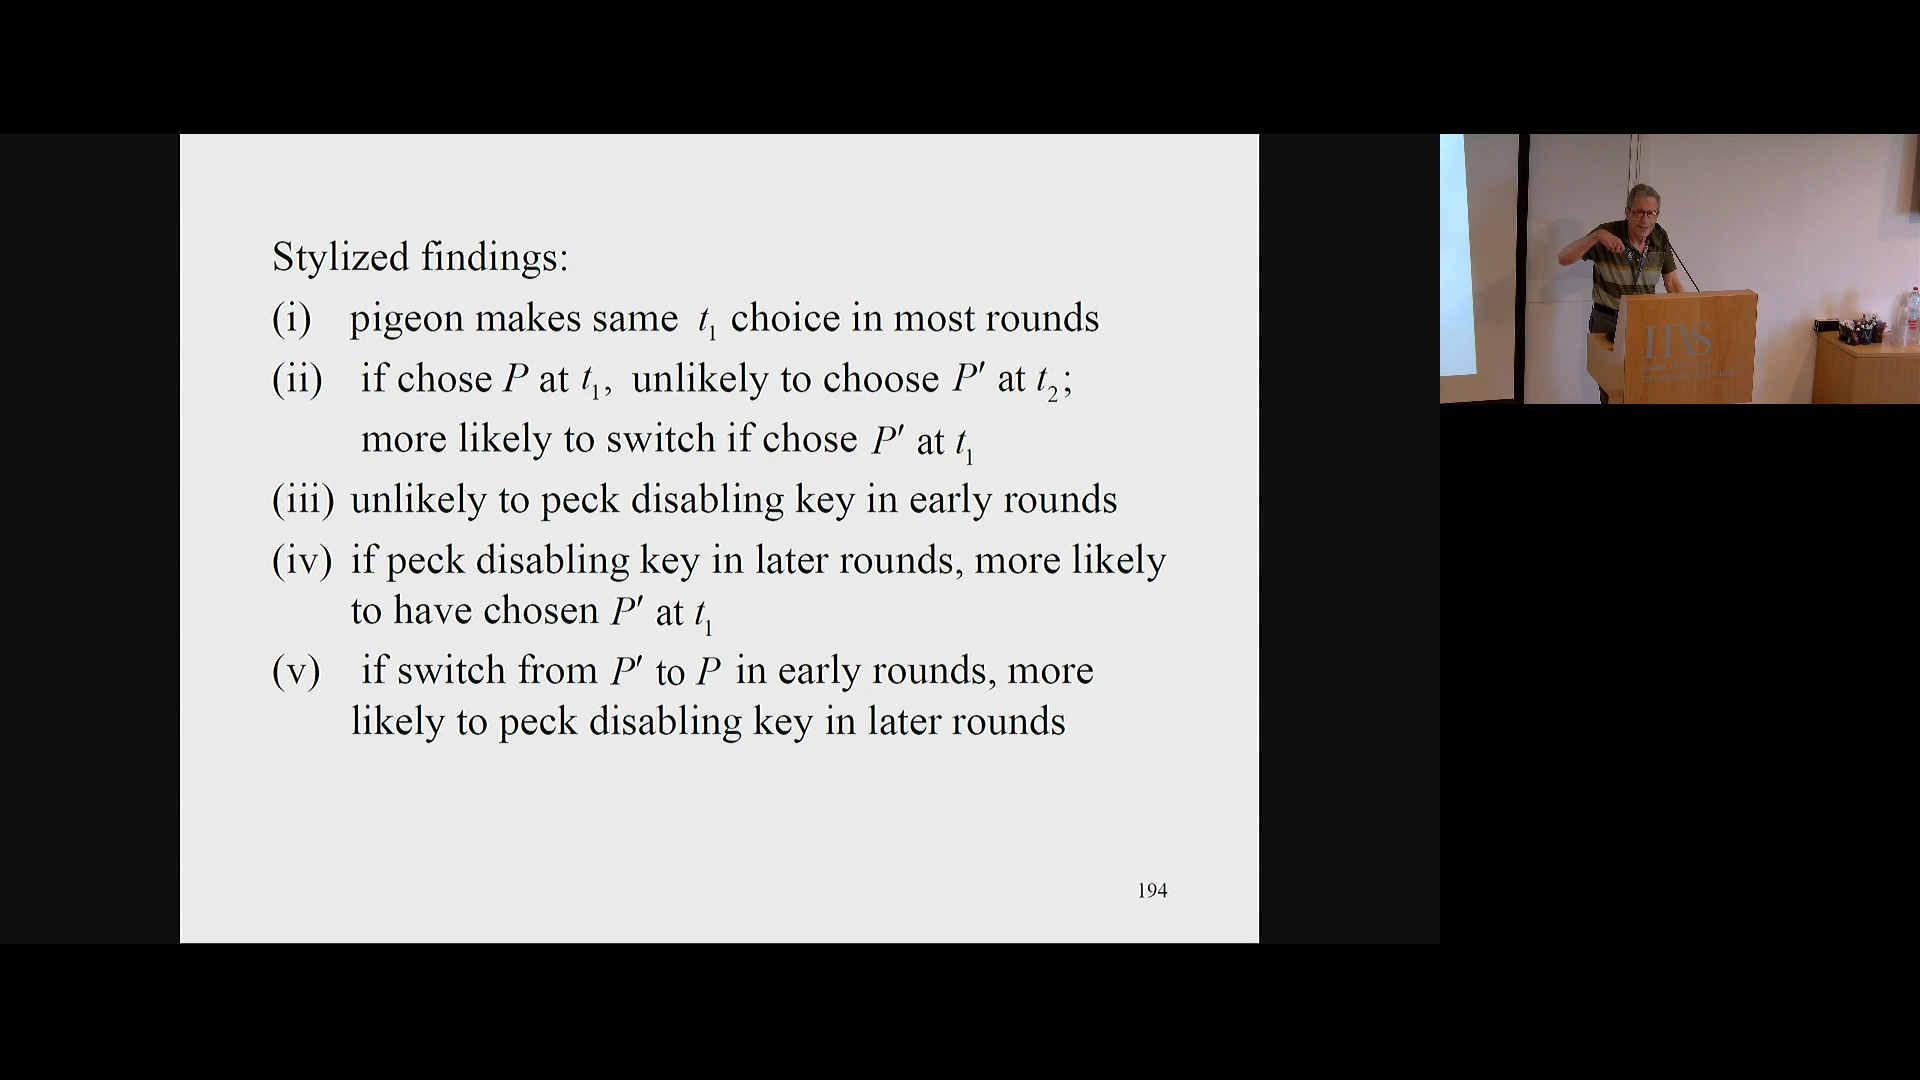 Stylized findings:
(i) pigeon makes same t₁ choice in most rounds
(ii) if chose P at t₁, unlikely to choose P′ at t₂;
more likely to switch if chose P′ at t₁
(iii) unlikely to peck disabling key in early rounds
(iv) if peck disabling key in later rounds, more likely
to have chosen P′ at t₁
(v) if switch from P′ to P in early rounds, more
likely to peck disabling key in later rounds
194
IIAS